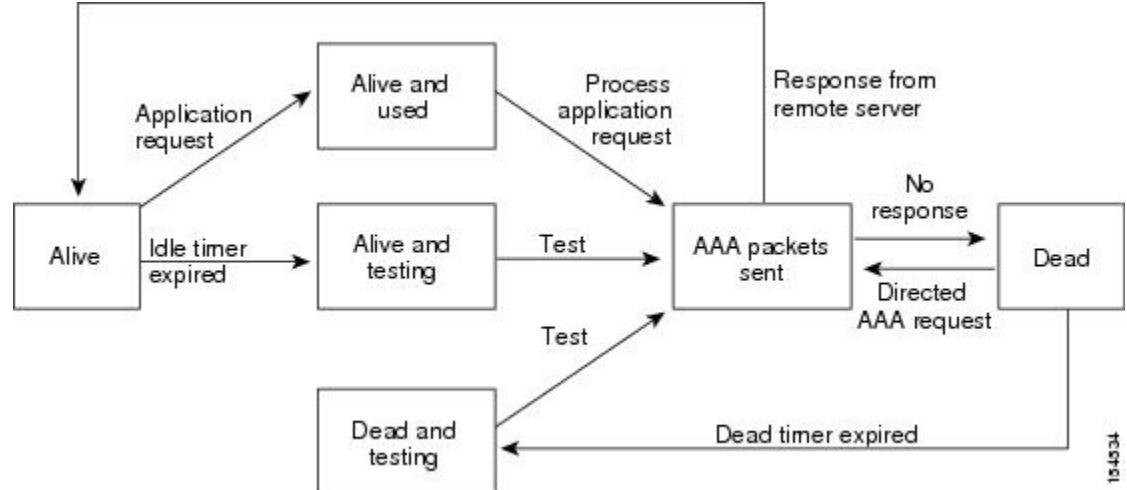 Alive and
used
Application
request
Process
application
request
Response from
remote server
Alive
Idle timer
expired
Alive and
testing
Test
AAA packets
sent
No
response
Directed
AAA request
Dead
Test
Dead and
testing
Dead timer expired
154534